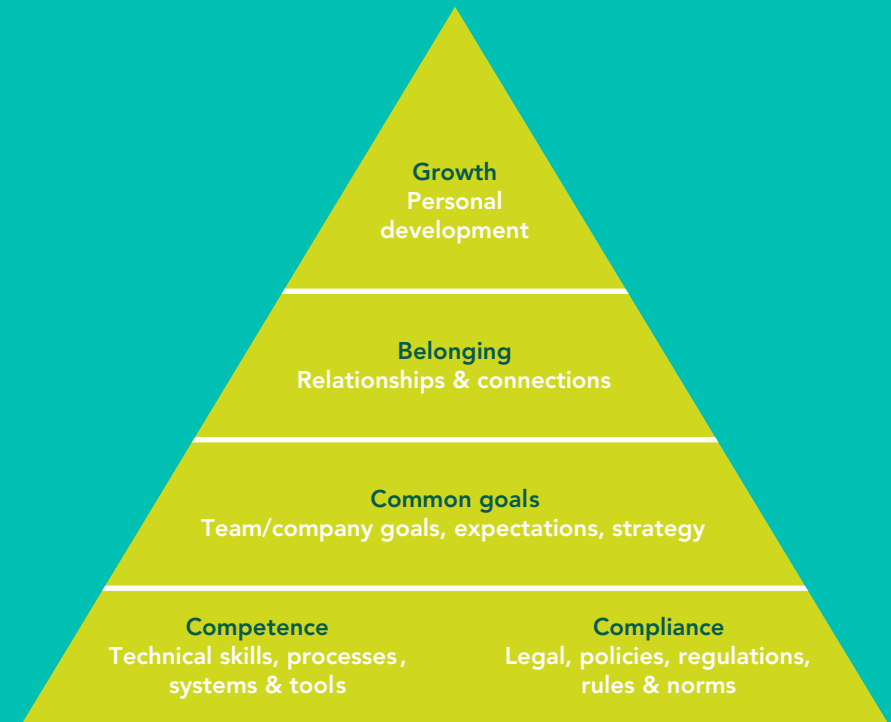 Growth
Personal
development
Belonging
Relationships & connections
Common goals
Team/company goals, expectations, strategy
Competence
Technical skills, processes,
systems & tools
Compliance
Legal, policies, regulations,
rules & norms